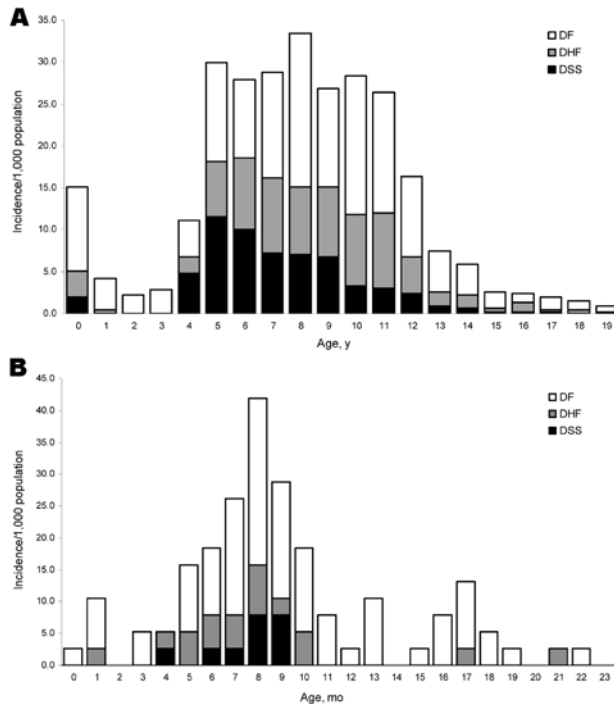 A
35.0
30.0
25.0
20.0
15.0
10.0
5.0
0.0
Incidence/1,000 population
DF
DHF
DSS
0 1 2 3 4 5 6 7 8 9 10 11 12 13 14 15 16 17 18 19
Age, y
B
45.0
40.0
35.0
30.0
25.0
20.0
15.0
10.0
5.0
0.0
Incidence/1,000 population
DF
DHF
DSS
0 1 2 3 4 5 6 7 8 9 10 11 12 13 14 15 16 17 18 19 20 21 22 23
Age, mo